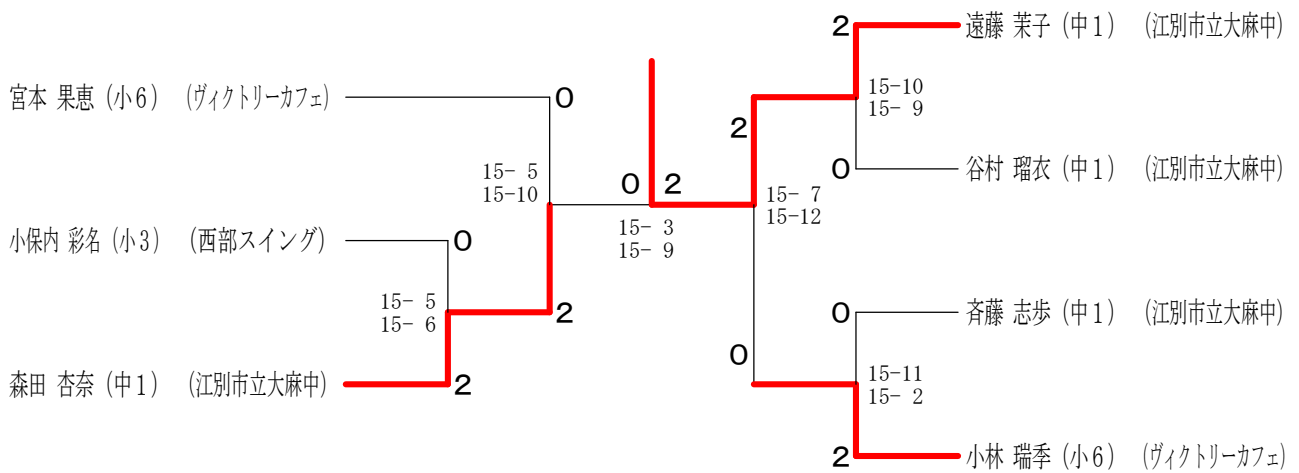 宮本 果恵 (小6) (ヴィクトリーカフェ)
0
15- 5
15-10
小保内 彩名 (小3) (西部スイング)
0
15- 5
15- 6
2
森田 杏奈 (中1) (江別市立大麻中)
2
0 2
15- 3
15- 9
2 遠藤 茉子 (中1) (江別市立大麻中)
15-10
15- 9
2
0 谷村 瑠衣 (中1) (江別市立大麻中)
15- 7
15-12
0 斉藤 志歩 (中1) (江別市立大麻中)
0
15-11
15- 2
2 小林 瑞季 (小6) (ヴィクトリーカフェ)